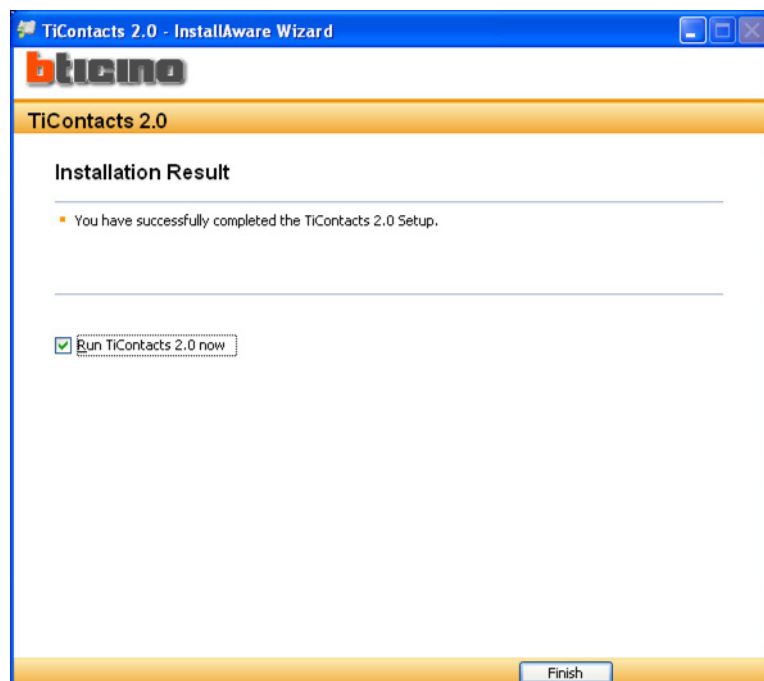 TiContacts 2.0 - InstallAware Wizard
bticino
TiContacts 2.0
Installation Result
You have successfully completed the TiContacts 2.0 Setup.
Run TiContacts 2.0 now
Finish